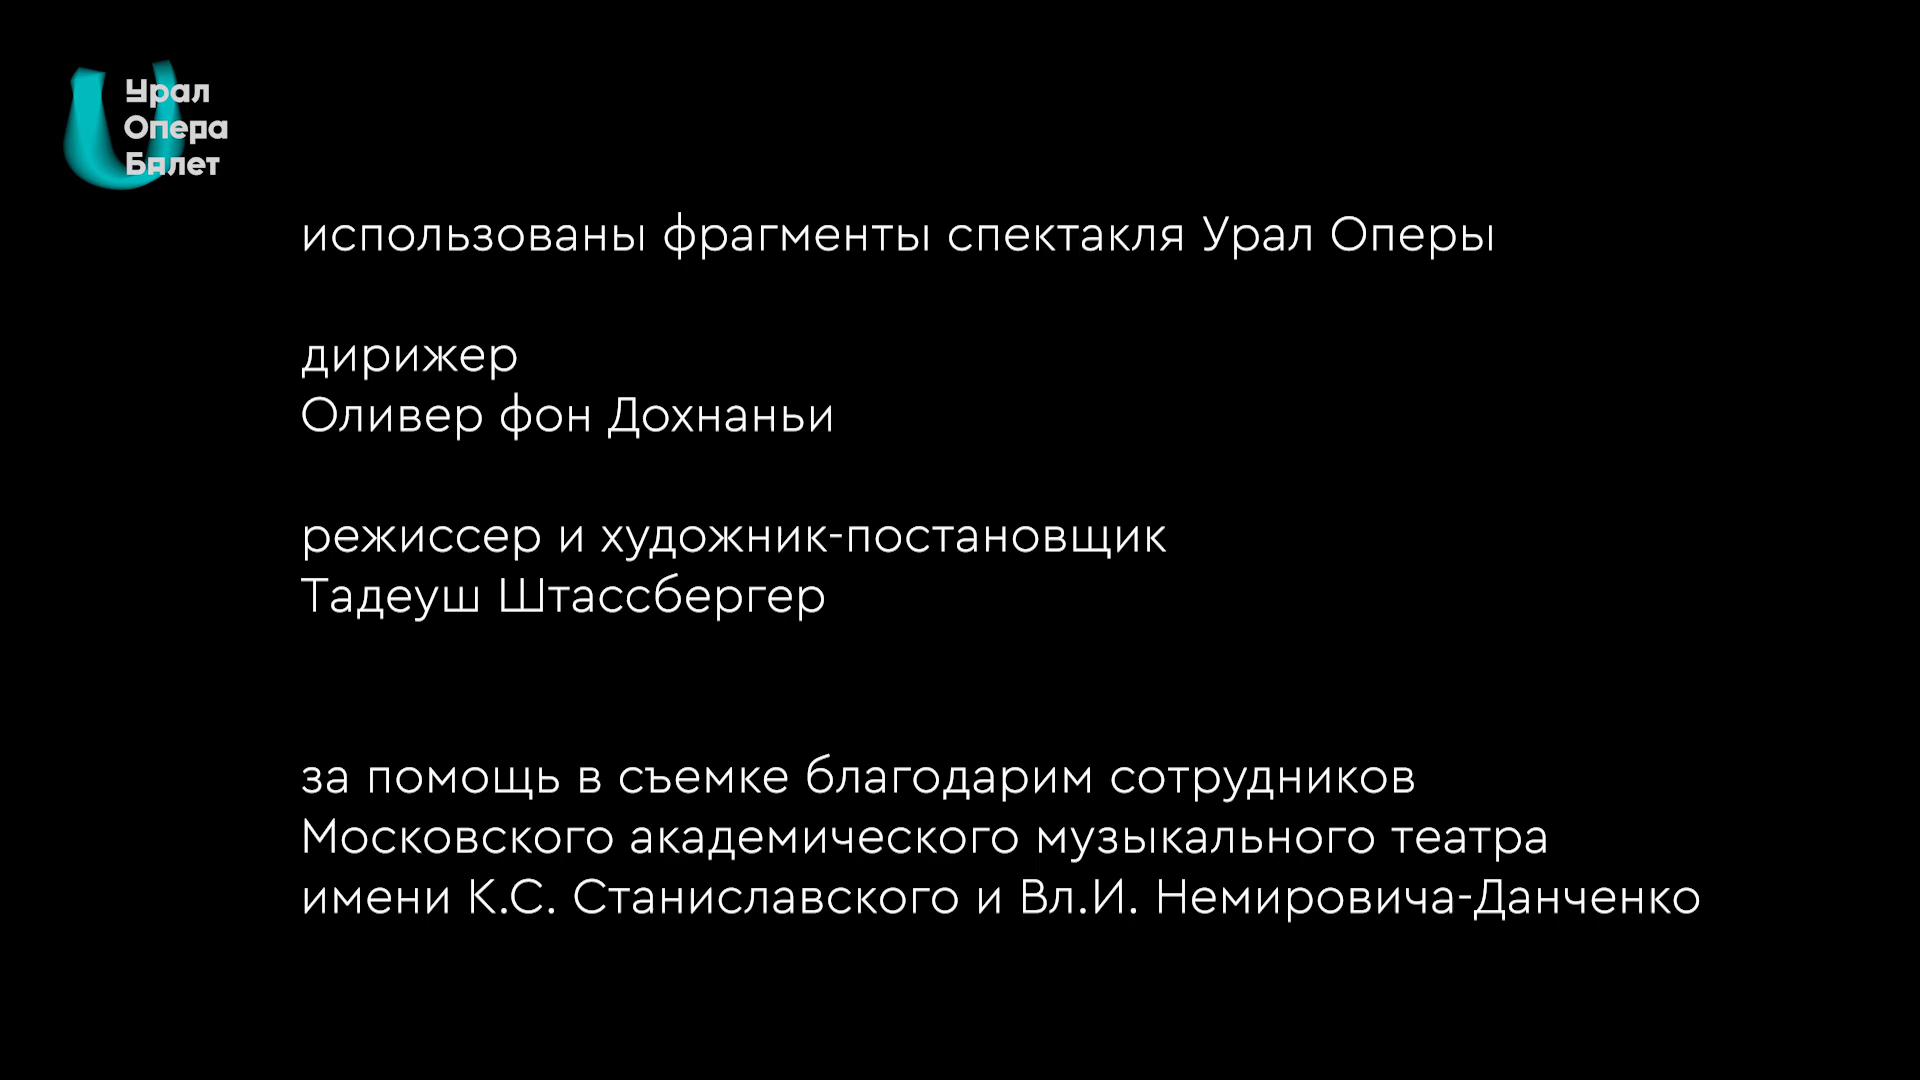 Урал
Опера
Балет
использованы фрагменты спектакля Урал Оперы
дирижер
Оливер фон Дохнаньи
режиссер и художник-постановщик
Тадеуш Штассбергер
за помощь в съемке благодарим сотрудников
Московского академического музыкального театра
имени К.С. Станиславского и Вл.И. Немировича-Данченко